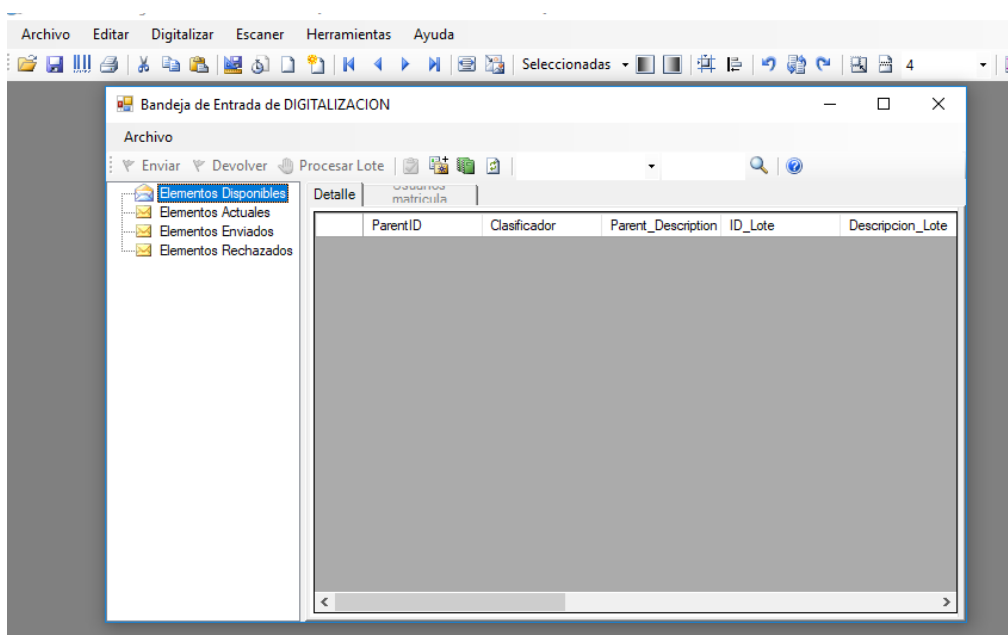 Archivo Editar Digitalizar Escaner Herramientas Ayuda
Seleccionadas 4
Bandeja de Entrada de DIGITALIZACION
Archivo
Enviar Devolver Procesar Lote
Elementos Disponibles
Elementos Actuales
Elementos Enviados
Elementos Rechazados
Detalle
matricula
ParentID Clasificador Parent_Description ID_Lote Descripcion_Lote